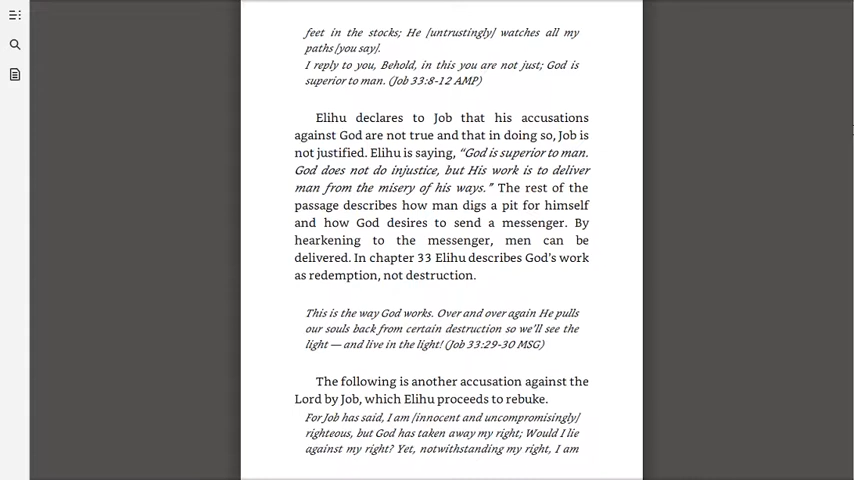 feet in the stocks; He [untrustingly] watches all my
paths [you say].
I reply to you, Behold, in this you are not just; God is
superior to man. (Job 33:8-12 AMP)
Elihu declares to Job that his accusations
against God are not true and that in doing so, Job is
not justified. Elihu is saying, “God is superior to man.
God does not do injustice, but His work is to deliver
man from the misery of his ways.” The rest of the
passage describes how man digs a pit for himself
and how God desires to send a messenger. By
hearkening to the messenger, men can be
delivered. In chapter 33 Elihu describes God’s work
as redemption, not destruction.
This is the way God works. Over and over again He pulls
our souls back from certain destruction so we’ll see the
light — and live in the light! (Job 33:29-30 MSG)
The following is another accusation against the
Lord by Job, which Elihu proceeds to rebuke.
For Job has said, I am [innocent and uncompromisingly]
righteous, but God has taken away my right; Would I lie
against my right? Yet, notwithstanding my right, I am